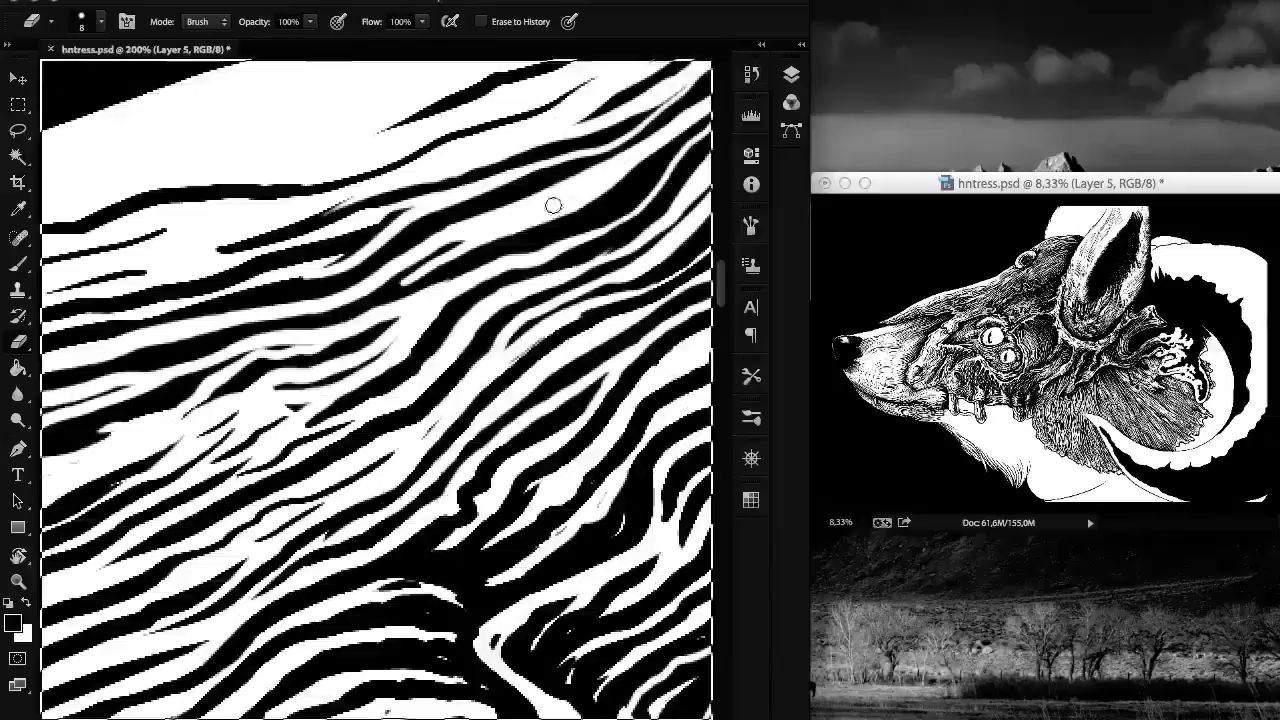 8 Mode: Brush Opacity: 100% Flow: 100% Erase to History
hntress.psd @ 200% (Layer 5, RGB/8) *
hntress.psd @ 8,33% (Layer 5, RGB/8) *
8,33% Doc: 61,6M/155,0M